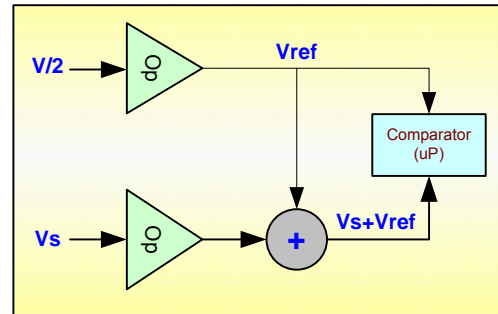 V/2
Op
Vref
Comparator
(uP)
Vs
Op
+
Vs+Vref